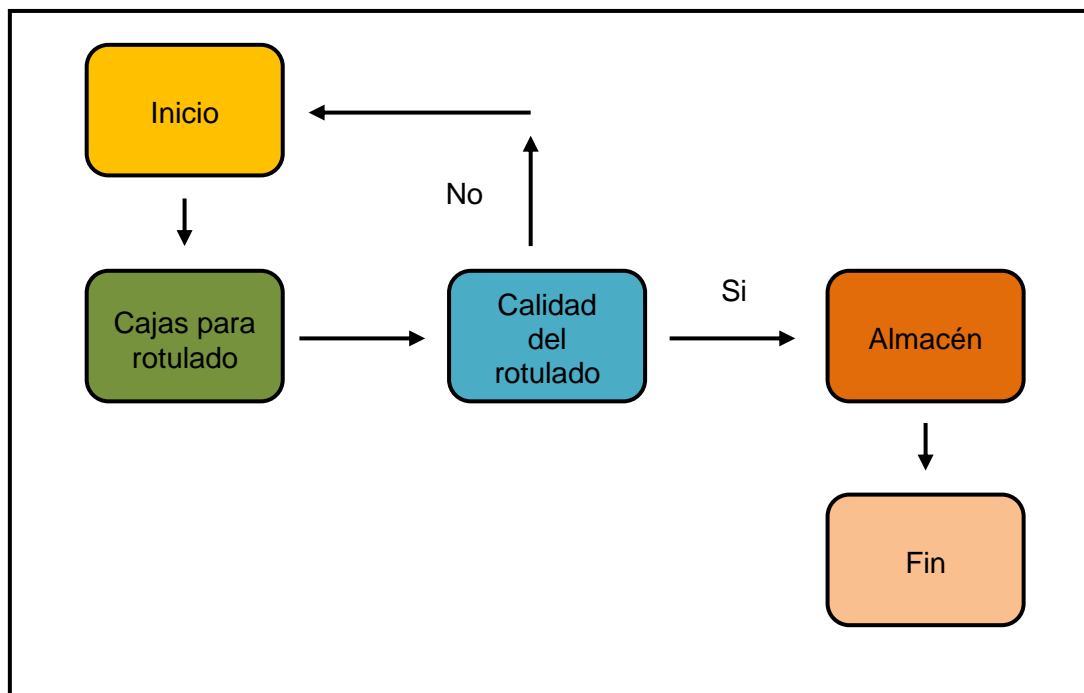 Inicio
No
Cajas para
rotulado
Calidad
del
rotulado
Si
Almacén
Fin